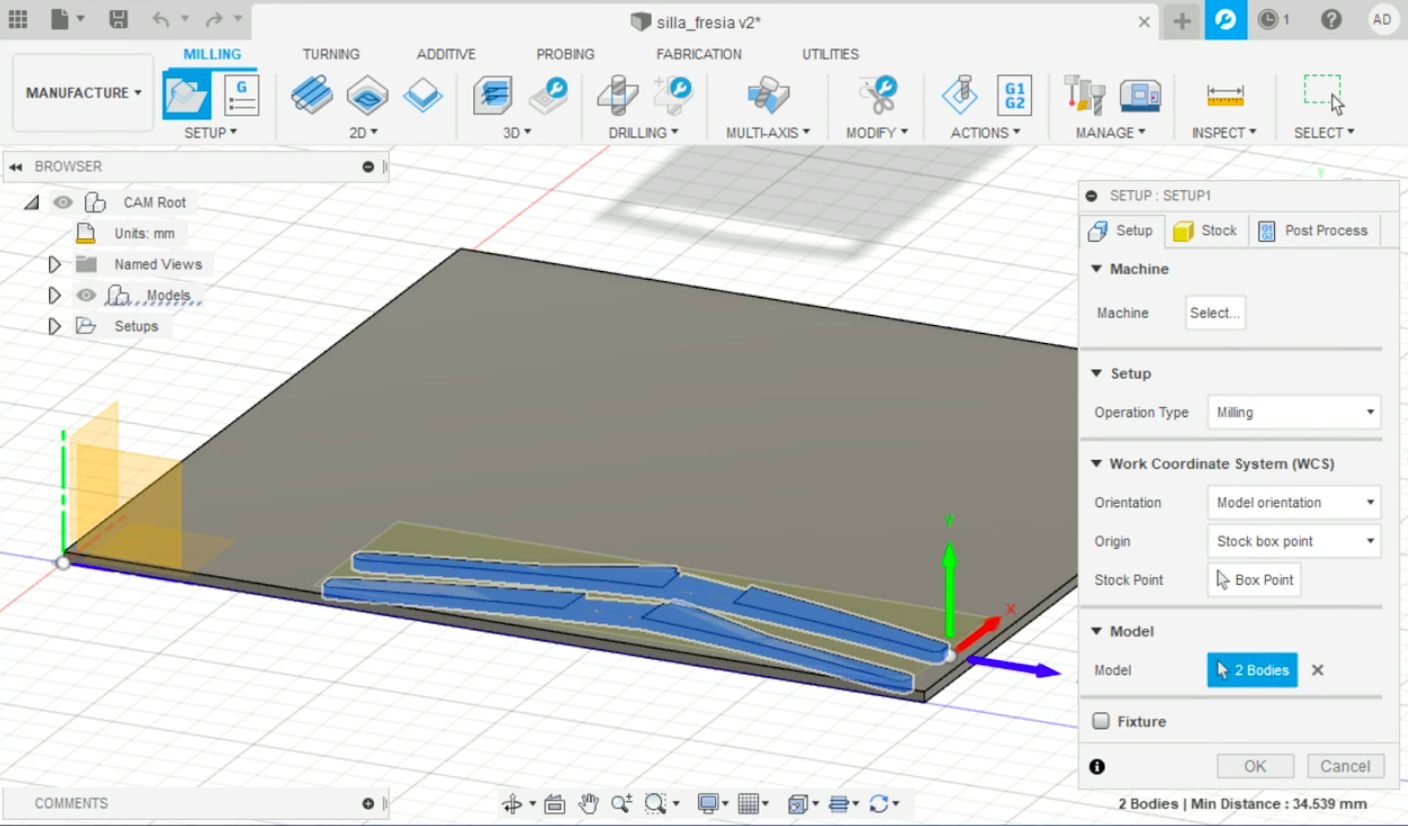 silla_fresia v2*
1
AD
MILLING
TURNING
ADDITIVE
PROBING
FABRICATION
UTILITIES
MANUFACTURE
G
G1
G2
SETUP
2D
3D
DRILLING
MULTI-AXIS
MODIFY
ACTIONS
MANAGE
INSPECT
SELECT
BROWSER
CAM Root
Units: mm
Named Views
Models
Setups
Y
Y
X
SETUP : SETUP1
Setup
Stock
G1
G2
Post Process
Machine
Machine
Select...
Setup
Operation Type
Milling
Work Coordinate System (WCS)
Orientation
Model orientation
Origin
Stock box point
Stock Point
Box Point
Model
Model
2 Bodies
Fixture
OK
Cancel
COMMENTS
2 Bodies | Min Distance : 34.539 mm